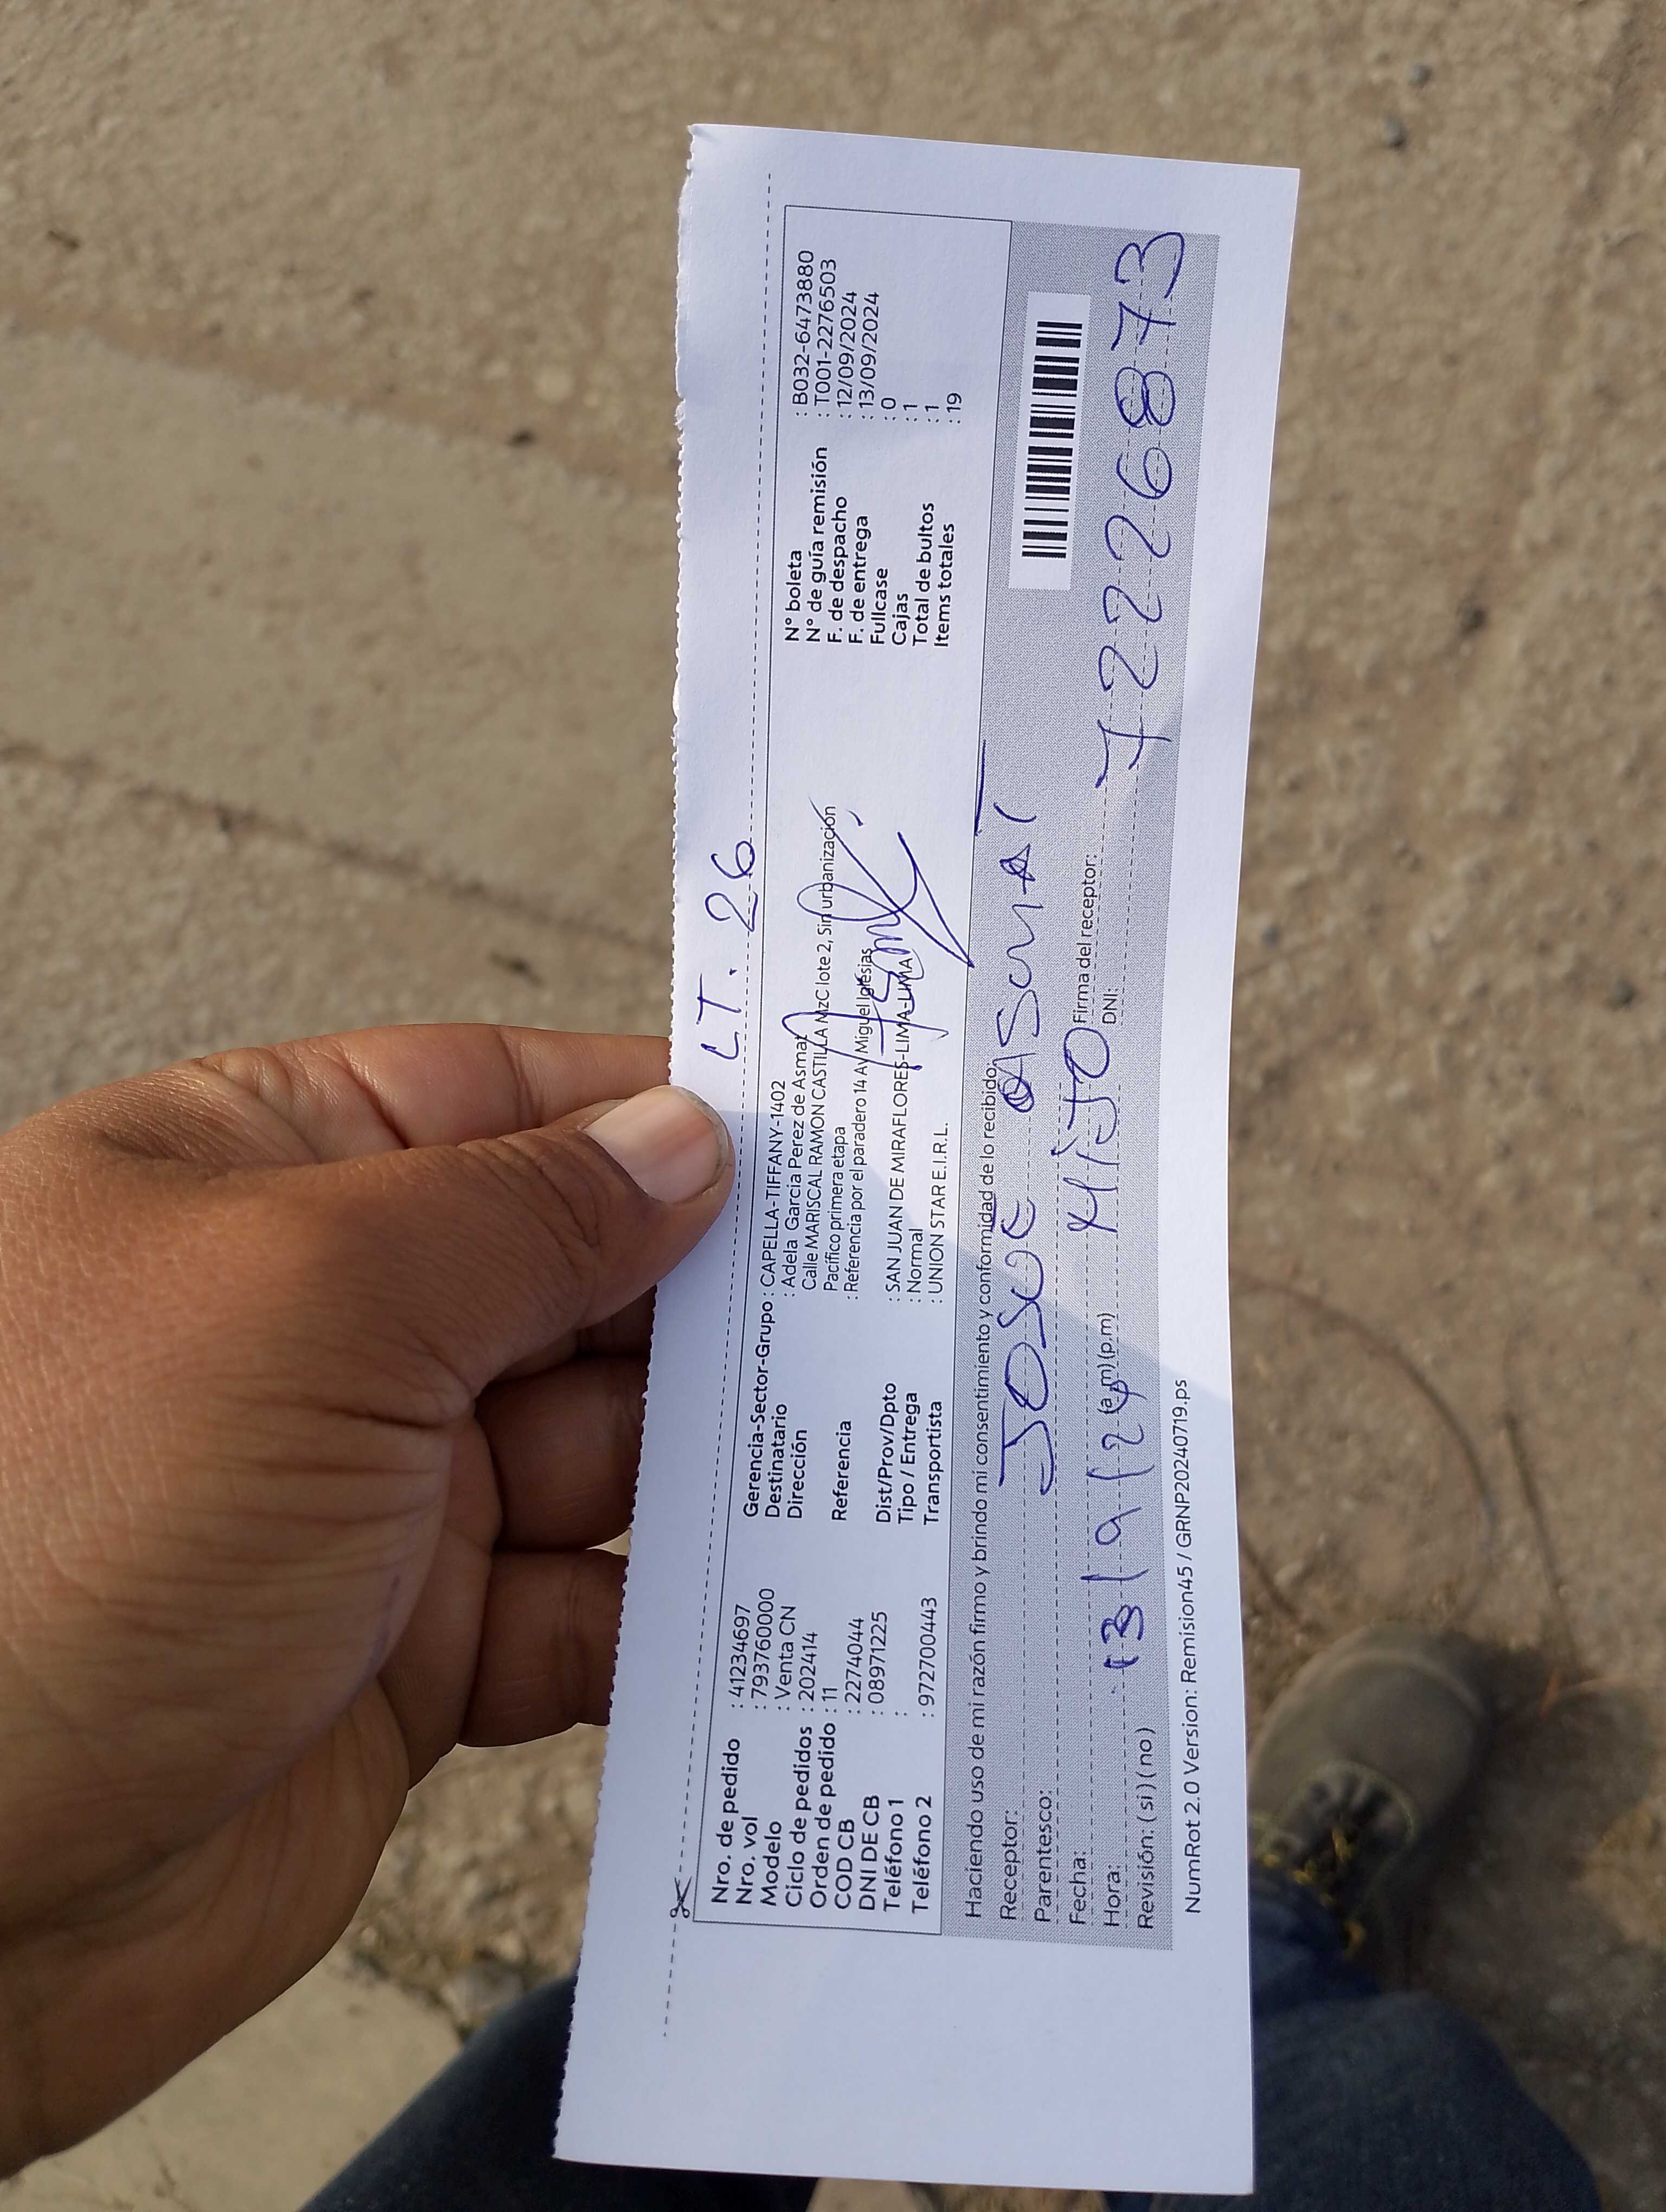 LT. 26
Nro. de pedido : 41234697
Nro. vol : 79376 0000
Modelo : Venta CN
Ciclo de pedidos : 202414
Orden de pedido : 11
COD CB : 22740444
DNI DE CB : 08971225
Teléfono 1 :
Teléfono 2 : 972700443
Gerencia-Sector-Grupo : CAPELLA-TIFFANY-1402
Destinatario : Adela Garcia Perez de Asmat
Dirección Calle MARISCAL RAMON CASTILLA MzC lote 2, Sin urbanización
Pacifico primera etapa
Referencia : Referencia por el paradero 14 Av Miguel Iglesias
Dist/Prov/Dpto : SAN JUAN DE MIRAFLORES-LIMA-LIMA
Tipo / Entrega : Normal
Transportista : UNION STAR E.I.R.L.
N° boleta : B032-6473880
N° de guía remisión : T001-2276503
F. de despacho : 12/09/2024
F. de entrega : 13/09/2024
Fullcase : 0
Cajas : 1
Total de bultos : 1
Items totales : 19
Haciendo uso de mi razón firmo y brindo mi consentimiento y conformidad de lo recibido.
Receptor: JOSUE ASMAT
Parentesco: HIJO
Firma del receptor:
Fecha: 13/9/2
DNI: 72226873
Hora: (a.m) (p.m)
Revisión: ( si ) ( no )
NumRot 2.0 Version: Remision45 / GRNP20240719.ps